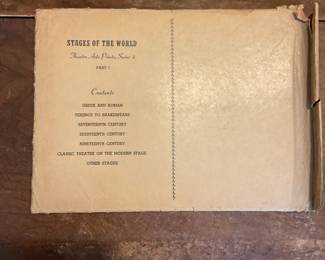 STAGES OF THE WORLD
Theatre Arts Prints, Series 4
PART I
Contents
GREEK AND ROMAN
TERENCE TO SHAKESPEARE
SEVENTEENTH CENTURY
EIGHTEENTH CENTURY
NINETEENTH CENTURY
CLASSIC THEATRE ON THE MODERN STAGE
OTHER STAGES